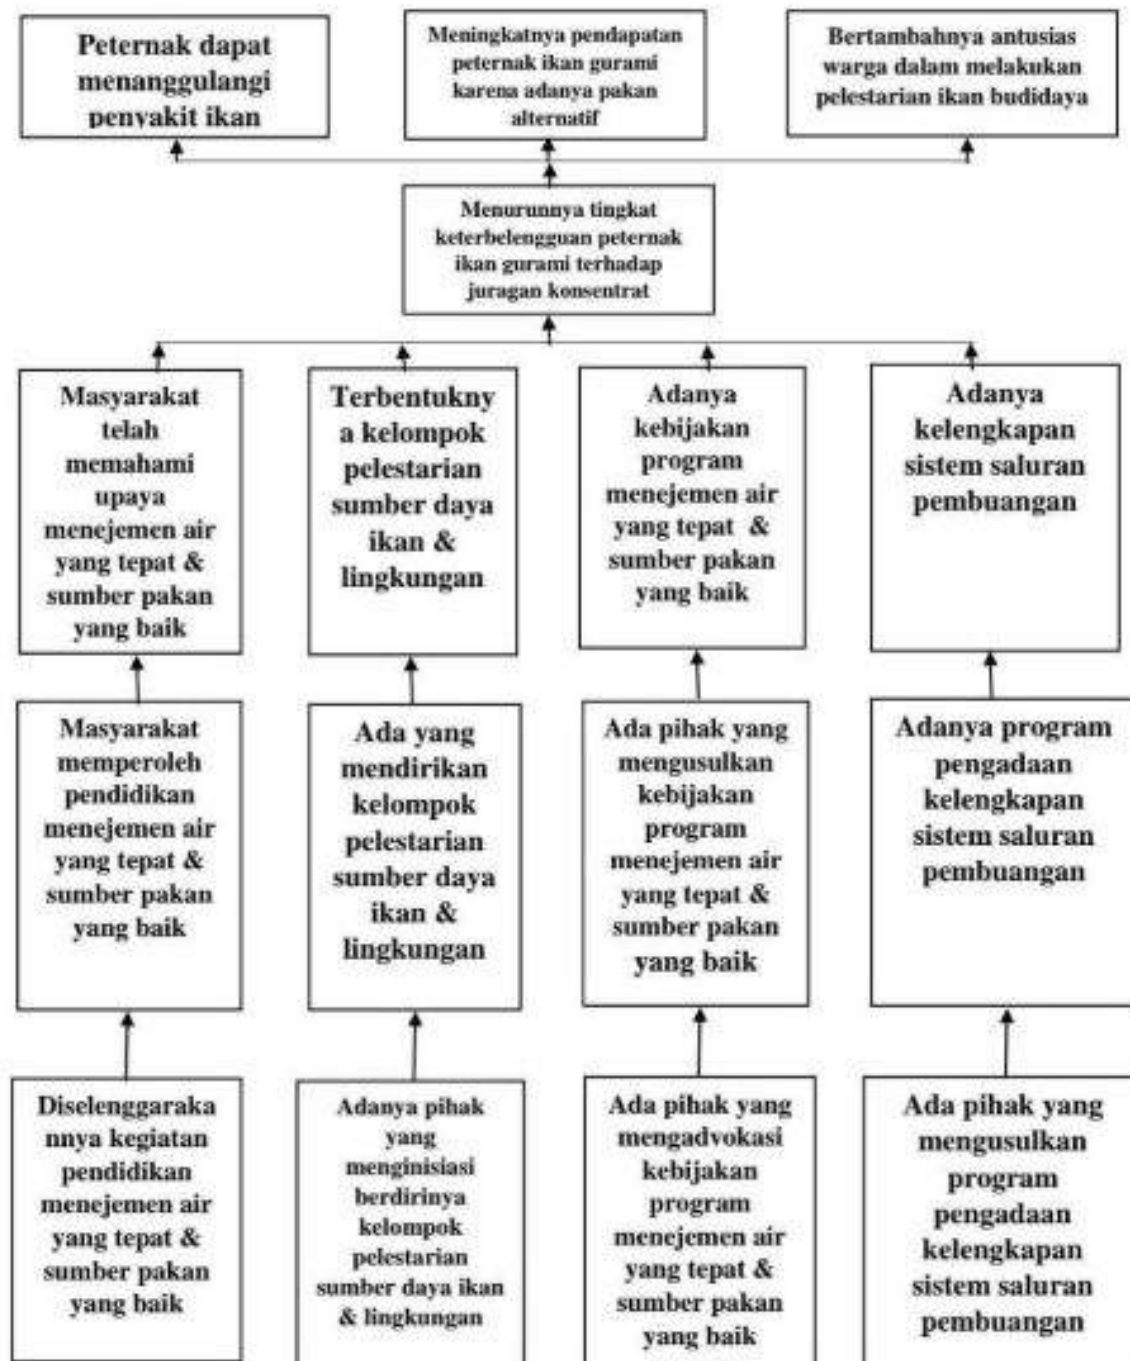 Peternak dapat
menanggulangi
penyakit ikan
Meningkatnya pendapatan
peternak ikan gurami
karena adanya pakan
alternatif
Bertambahnya antusias
warga dalam melakukan
pelestarian ikan budidaya
Menurunnya tingkat
keterbelengguan peternak
ikan gurami terhadap
juragan konsentrat
Masyarakat
telah
memahami
upaya
menejemen air
yang tepat &
sumber pakan
yang baik
Terbentukny
a kelompok
pelestarian
sumber daya
ikan &
lingkungan
Adanya
kebijakan
program
menejemen air
yang tepat &
sumber pakan
yang baik
Adanya
kelengkapan
sistem saluran
pembuangan
Masyarakat
memperoleh
pendidikan
menejemen air
yang tepat &
sumber pakan
yang baik
Ada yang
mendirikan
kelompok
pelestarian
sumber daya
ikan &
lingkungan
Ada pihak yang
mengusulkan
kebijakan
program
menejemen air
yang tepat &
sumber pakan
yang baik
Adanya program
pengadaan
kelengkapan
sistem saluran
pembuangan
Diselenggaraka
nnya kegiatan
pendidikan
menejemen air
yang tepat &
sumber pakan
yang baik
Adanya pihak
yang
menginisiasi
berdirinya
kelompok
pelestarian
sumber daya ikan
& lingkungan
Ada pihak yang
mengadvokasi
kebijakan
program
menejemen air
yang tepat &
sumber pakan
yang baik
Ada pihak yang
mengusulkan
program
pengadaan
kelengkapan
sistem saluran
pembuangan